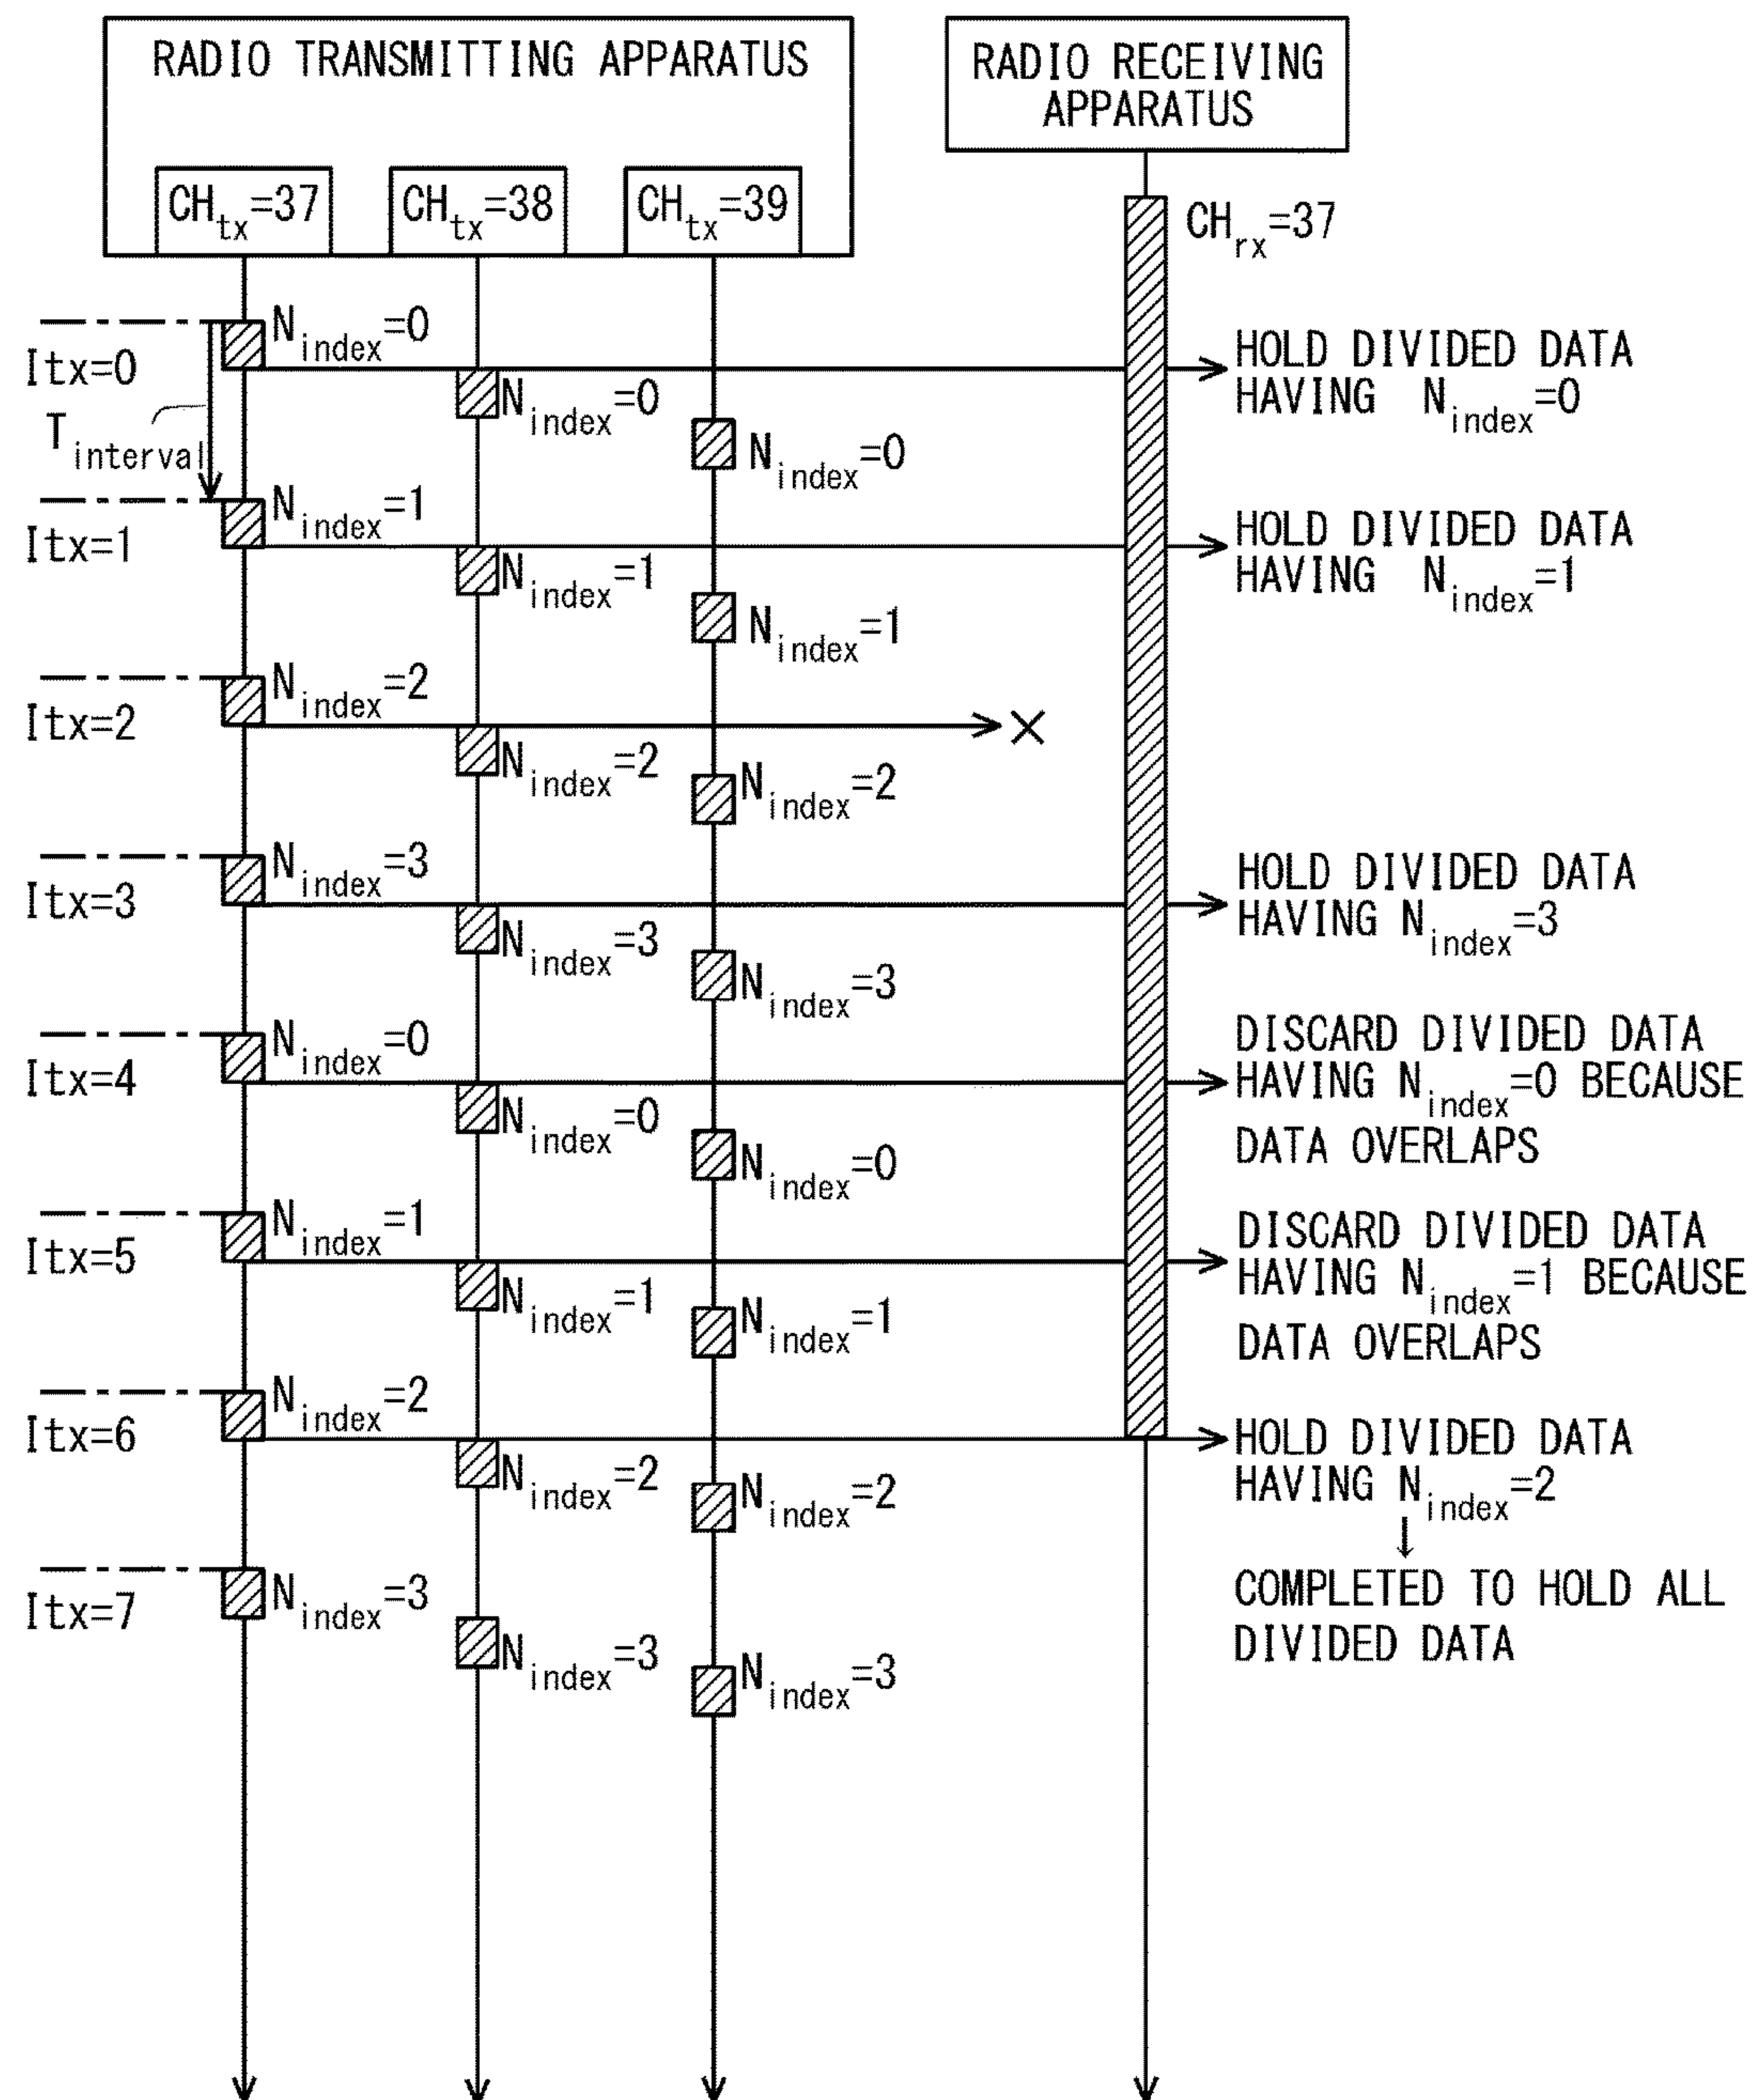 RADIO TRANSMITTING APPARATUS
RADIO RECEIVING
APPARATUS
CHtx=37
CHtx=38
CHtx=39
CHrx=37
Itx=0
Nindex=0
Nindex=0
Nindex=0
HOLD DIVIDED DATA
HAVING Nindex=0
Tinterval
Itx=1
Nindex=1
Nindex=1
Nindex=1
HOLD DIVIDED DATA
HAVING Nindex=1
Itx=2
Nindex=2
Nindex=2
Nindex=2
×
Itx=3
Nindex=3
Nindex=3
Nindex=3
HOLD DIVIDED DATA
HAVING Nindex=3
Itx=4
Nindex=0
Nindex=0
Nindex=0
DISCARD DIVIDED DATA
HAVING Nindex=0 BECAUSE
DATA OVERLAPS
Itx=5
Nindex=1
Nindex=1
Nindex=1
DISCARD DIVIDED DATA
HAVING Nindex=1 BECAUSE
DATA OVERLAPS
Itx=6
Nindex=2
Nindex=2
Nindex=2
HOLD DIVIDED DATA
HAVING Nindex=2
↓
COMPLETED TO HOLD ALL
DIVIDED DATA
Itx=7
Nindex=3
Nindex=3
Nindex=3